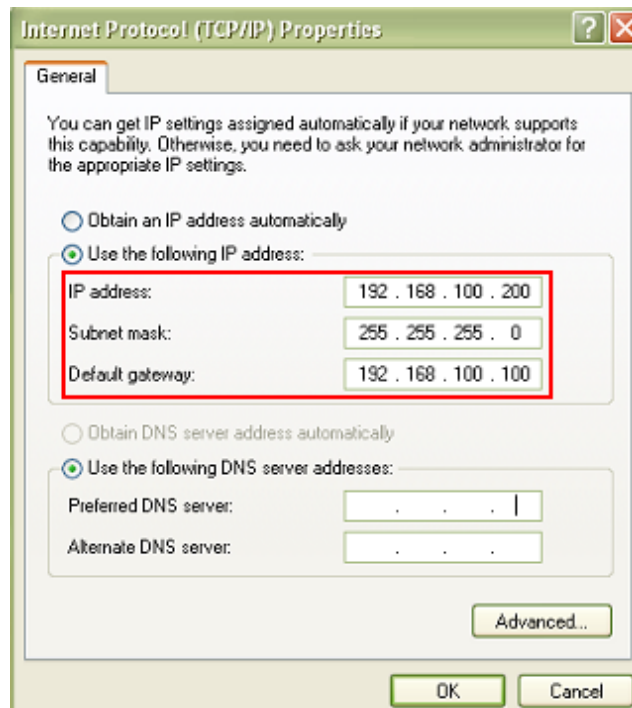 Internet Protocol (TCP/IP) Properties
General
You can get IP settings assigned automatically if your network supports
this capability. Otherwise, you need to ask your network administrator for
the appropriate IP settings.
Obtain an IP address automatically
Use the following IP address:
IP address: 192 . 168 . 100 . 200
Subnet mask: 255 . 255 . 255 . 0
Default gateway: 192 . 168 . 100 . 100
Obtain DNS server address automatically
Use the following DNS server addresses:
Preferred DNS server: . . .
Alternate DNS server: . . .
Advanced...
OK Cancel